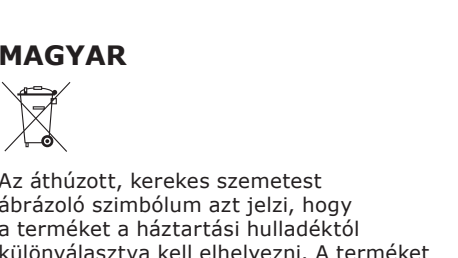 MAGYAR
Az áthúzott, kerekes szemetest
ábrázoló szimbólum azt jelzi, hogy
a terméket a háztartási hulladéktól
különválasztva kell elhelyezni. A terméket